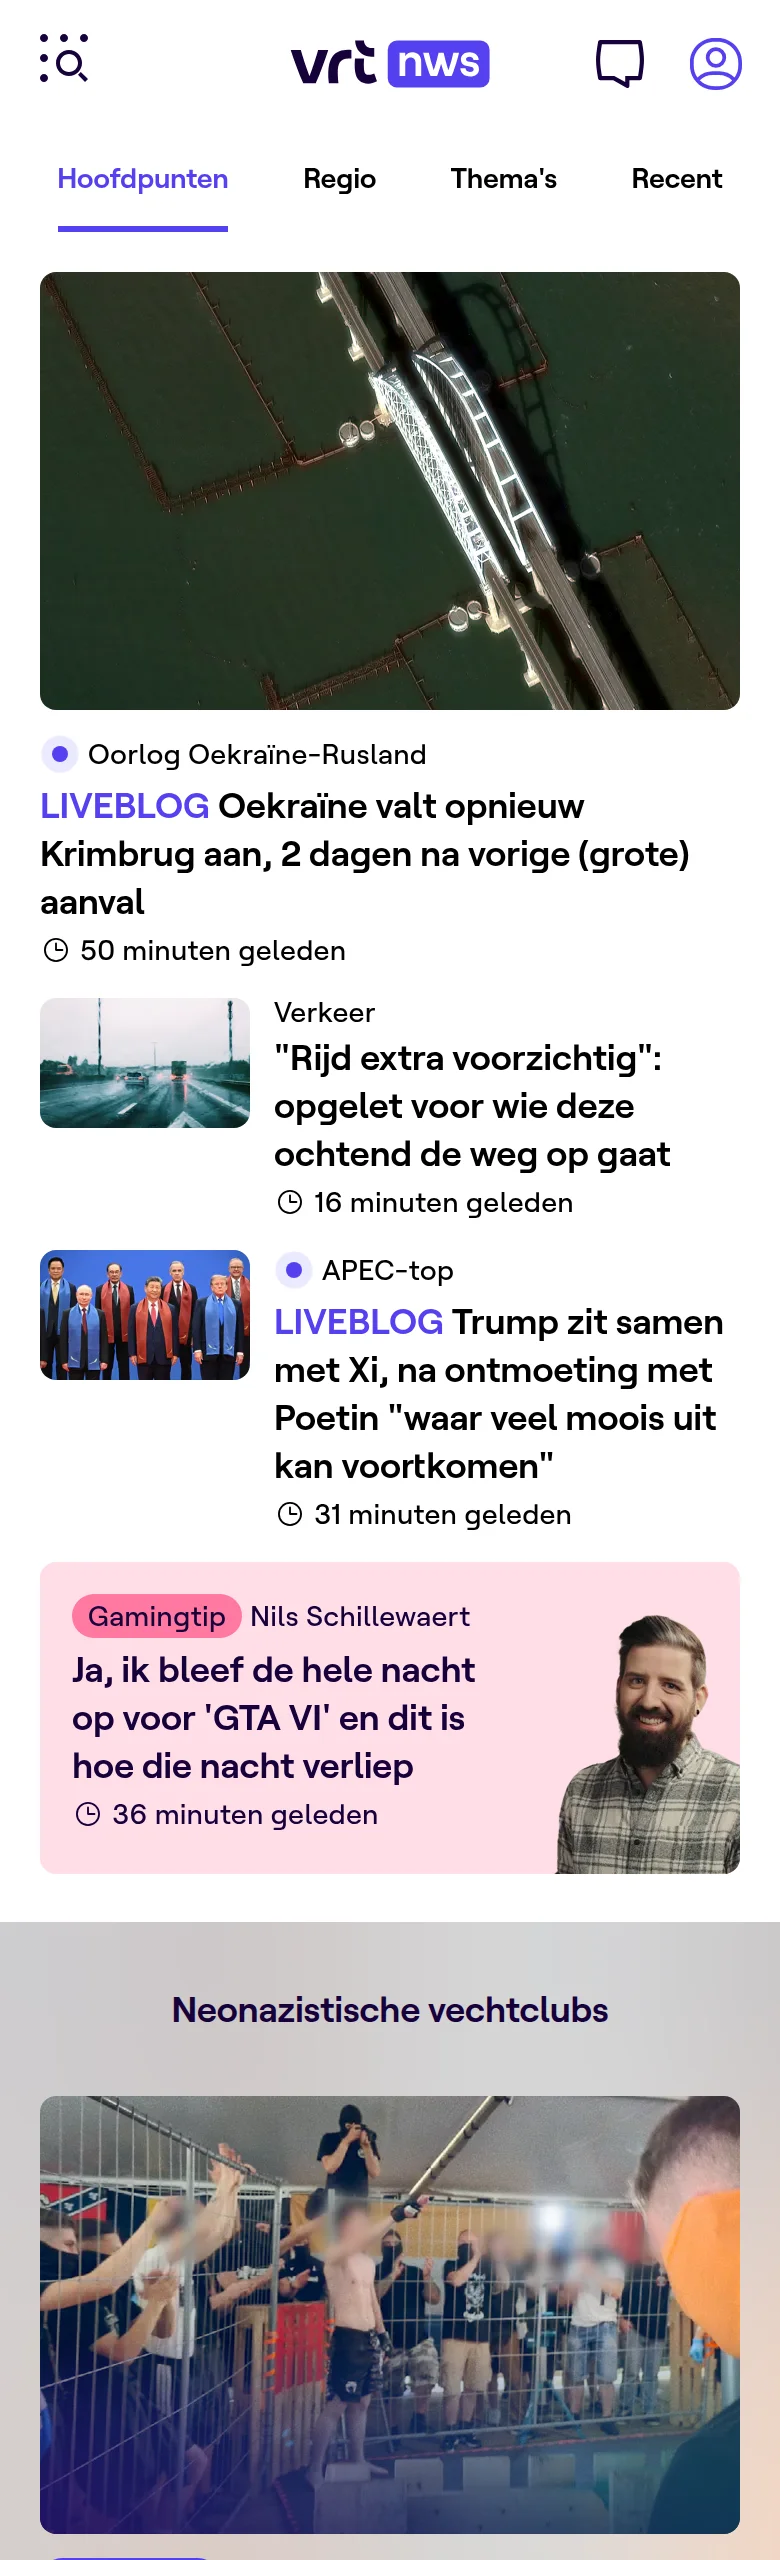 vrt nws
Hoofdpunten Regio Thema's Recent
Oorlog Oekraïne-Rusland
LIVEBLOG Oekraïne valt opnieuw
Krimbrug aan, 2 dagen na vorige (grote)
aanval
50 minuten geleden
Verkeer
"Rijd extra voorzichtig":
opgelet voor wie deze
ochtend de weg op gaat
16 minuten geleden
APEC-top
LIVEBLOG Trump zit samen
met Xi, na ontmoeting met
Poetin "waar veel moois uit
kan voortkomen"
31 minuten geleden
Gamingtip Nils Schillewaert
Ja, ik bleef de hele nacht
op voor 'GTA VI' en dit is
hoe die nacht verliep
36 minuten geleden
Neonazistische vechtclubs